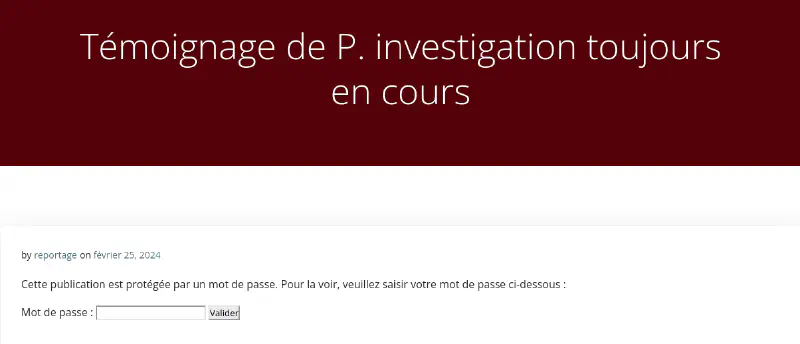 Témoignage de P. investigation toujours
en cours
by reportage on février 25, 2024
Cette publication est protégée par un mot de passe. Pour la voir, veuillez saisir votre mot de passe ci-dessous :
Mot de passe : Valider